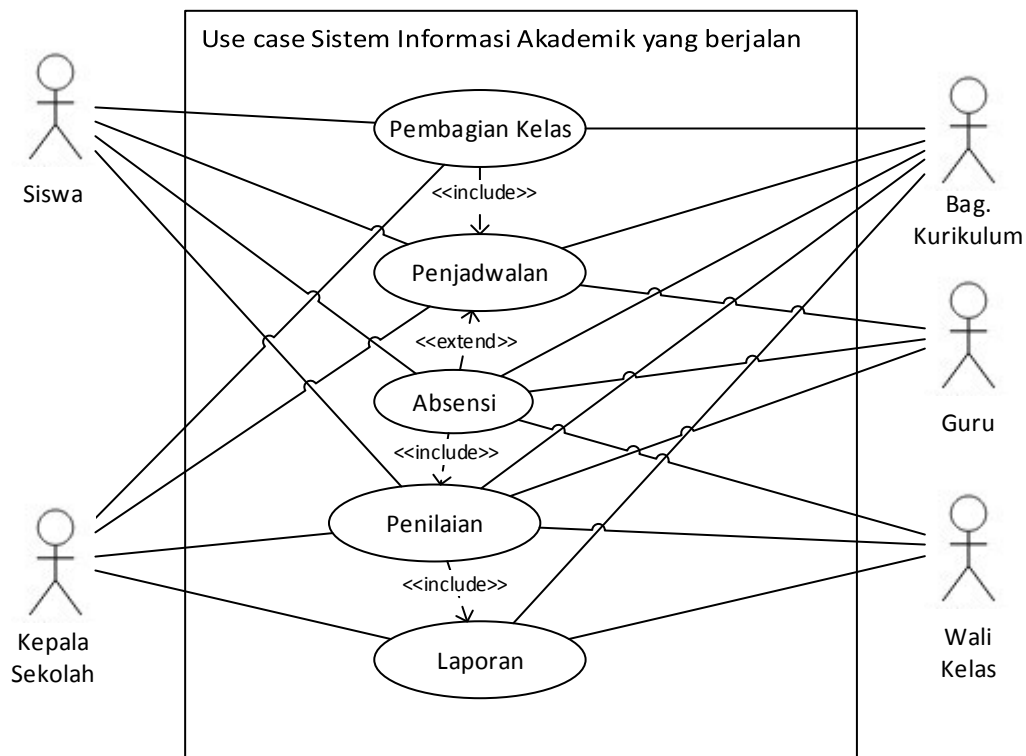 Use case Sistem Informasi Akademik yang berjalan
Pembagian Kelas
<<include>>
Siswa
Bag.
Kurikulum
Penjadwalan
<<extend>>
Absensi
Guru
<<include>>
Penilaian
<<include>>
Kepala
Sekolah
Laporan
Wali
Kelas